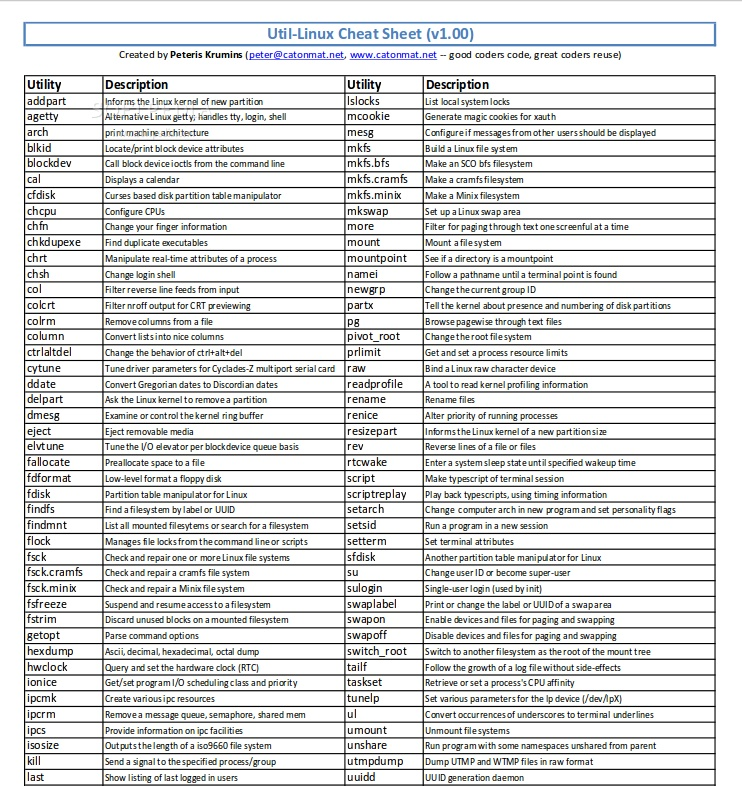 Util-Linux Cheat Sheet (v1.00)
Created by Peteris Krumins (peter@catonmat.net, www.catonmat.net -- good coders code, great coders reuse)
Utility Description Utility Description
addpart Informs the Linux kernel of new partition lslocks List local system locks
agetty Alternative Linux getty; handles tty, login, shell mcookie Generate magic cookies for xauth
arch print machine architecture mesg Configure if messages from other users should be displayed
blkid Locate/print block device attributes mkfs Build a Linux file system
blockdev Call block device ioctls from the command line mkfs.bfs Make an SCO bfs filesystem
cal Displays a calendar mkfs.cramfs Make a cramfs filesystem
cfdisk Curses based disk partition table manipulator mkfs.minix Make a Minix filesystem
chcpu Configure CPUs mkswap Set up a Linux swap area
chfn Change your finger information more Filter for paging through text one screenful at a time
chkdupexe Find duplicate executables mount Mount a file system
chrt Manipulate real-time attributes of a process mountpoint See if a directory is a mountpoint
chsh Change login shell namei Follow a pathname until a terminal point is found
col Filter reverse line feeds from input newgrp Change the current group ID
colcrt Filter nroff output for CRT previewing partx Tell the kernel about presence and numbering of disk partitions
colrm Remove columns from a file pg Browse pagewise through text files
column Convert lists into nice columns pivot_root Change the root file system
ctrlaltdel Change the behavior of ctrl+alt+del prlimit Get and set a process resource limits
cytune Tune driver parameters for Cyclades-Z multiport serial card raw Bind a Linux raw character device
ddate Convert Gregorian dates to Discordian dates readprofile A tool to read kernel profiling information
delpart Ask the Linux kernel to remove a partition rename Rename files
dmesg Examine or control the kernel ring buffer renice Alter priority of running processes
eject Eject removable media resizepart Informs the Linux kernel of a new partition size
elvtune Tune the I/O elevator per blockdevice queue basis rev Reverse lines of a file or files
fallocate Preallocate space to a file rtcwake Enter a system sleep state until specified wakeup time
fdformat Low-level format a floppy disk script Make typescript of terminal session
fdisk Partition table manipulator for Linux scriptreplay Play back typescripts, using timing information
findfs Find a filesystem by label or UUID setarch Change computer arch in new program and set personality flags
findmnt List all mounted filesytems or search for a filesystem setsid Run a program in a new session
flock Manages file locks from the command line or scripts setterm Set terminal attributes
fsck Check and repair one or more Linux file systems sfdisk Another partition table manipulator for Linux
fsck.cramfs Check and repair a cramfs file system su Change user ID or become super-user
fsck.minix Check and repair a Minix file system sulogin Single-user login (used by init)
fsfreeze Suspend and resume access to a filesystem swaplabel Print or change the label or UUID of a swap area
fstrim Discard unused blocks on a mounted filesystem swapon Enable devices and files for paging and swapping
getopt Parse command options swapoff Disable devices and files for paging and swapping
hexdump Ascii, decimal, hexadecimal, octal dump switch_root Switch to another filesystem as the root of the mount tree
hwclock Query and set the hardware clock (RTC) tailf Follow the growth of a log file without side-effects
ionice Get/set program I/O scheduling class and priority taskset Retrieve or set a process's CPU affinity
ipcmk Create various ipc resources tunelp Set various parameters for the lp device (/dev/lpX)
ipcrm Remove a message queue, semaphore, shared mem ul Convert occurrences of underscores to terminal underlines
ipcs Provide information on ipc facilities umount Unmount file systems
isosize Outputs the length of a iso9660 file system unshare Run program with some namespaces unshared from parent
kill Send a signal to the specified process/group utmpdump Dump UTMP and WTMP files in raw format
last Show listing of last logged in users uuidd UUID generation daemon